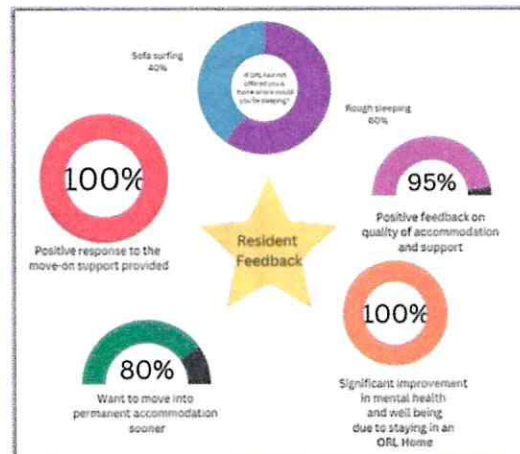 Sofa surfing
40%
If ORL had not
offered you a
home where would
you be sleeping?
Rough sleeping
60%
100%
Positive response to the
move-on support provided
95%
Positive feedback on
quality of accommodation
and support
Resident
Feedback
80%
Want to move into
permanent accommodation
sooner
100%
Significant improvement
in mental health
and well being
due to staying in an
ORL Home